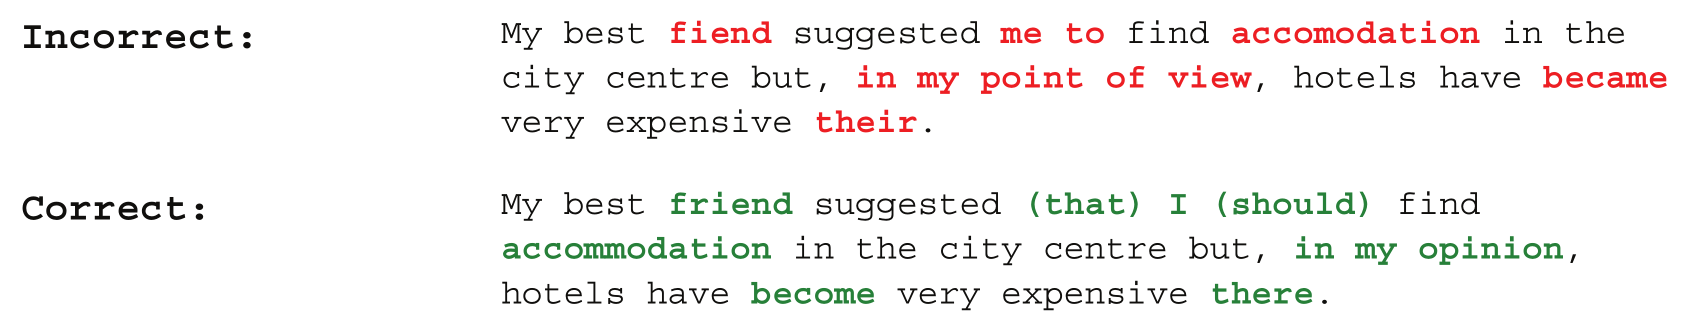 Incorrect: My best fiend suggested me to find accomodation in the
city centre but, in my point of view, hotels have became
very expensive their.
Correct: My best friend suggested (that) I (should) find
accommodation in the city centre but, in my opinion,
hotels have become very expensive there.